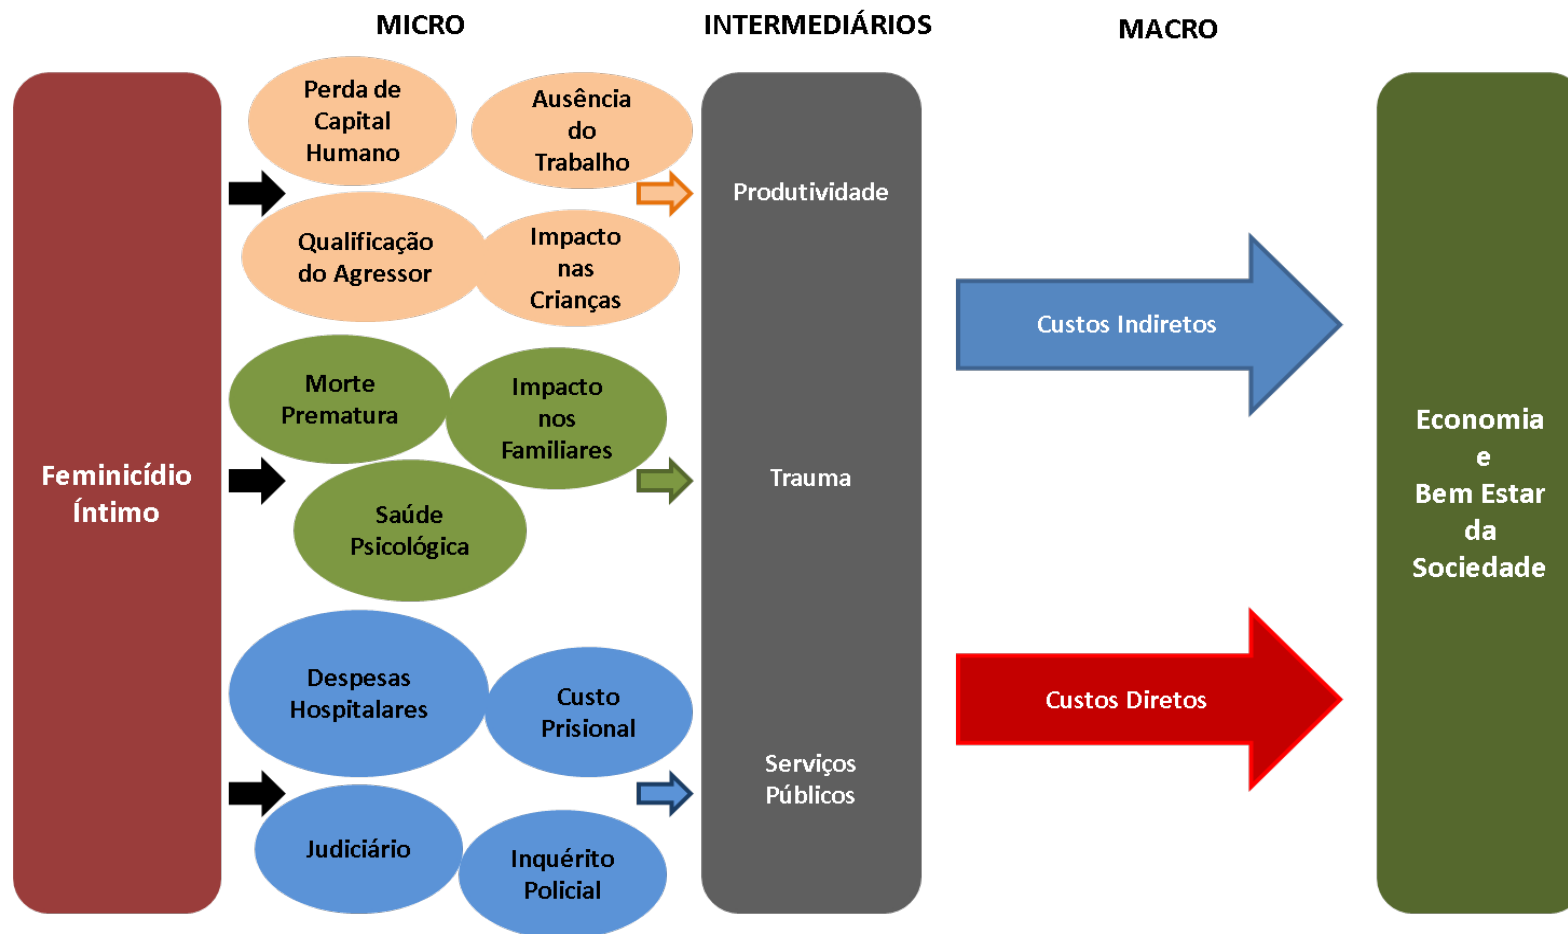 MICRO
INTERMEDIÁRIOS
MACRO
Feminicídio
Íntimo
Perda de
Capital
Humano
Ausência
do
Trabalho
Qualificação
do Agressor
Impacto
nas
Crianças
Morte
Prematura
Impacto
nos
Familiares
Saúde
Psicológica
Despesas
Hospitalares
Custo
Prisional
Judiciário
Inquérito
Policial
Produtividade
Trauma
Serviços
Públicos
Custos Indiretos
Custos Diretos
Economia
e
Bem Estar
da
Sociedade